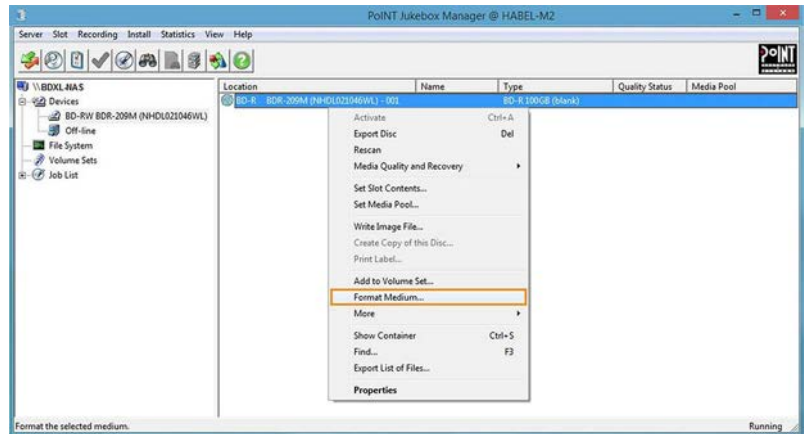 PoINT Jukebox Manager @ HABEL-M2
Server Slot Recording Install Statistics View Help
PoINT
\\BDXL-NAS
Devices
BD-RW BDR-209M (NHDL021046WL)
Off-line
File System
Volume Sets
Job List
Location Name Type Quality Status Media Pool
BD-R BDR-209M (NHDL021046WL) - 001 BD-R 100GB (blank)
Activate Ctrl+A
Export Disc Del
Rescan
Media Quality and Recovery
Set Slot Contents...
Set Media Pool...
Write Image File...
Create Copy of this Disc...
Print Label...
Add to Volume Set...
Format Medium...
More
Show Container Ctrl+S
Find... F3
Export List of Files...
Properties
Format the selected medium. Running